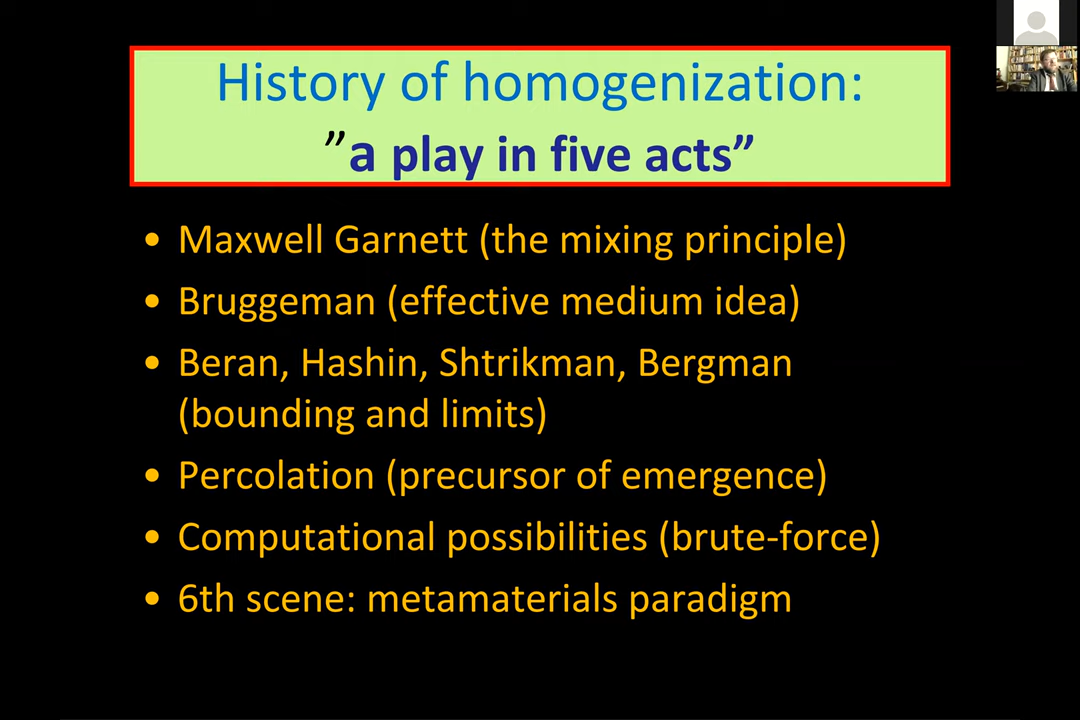 History of homogenization:
”a play in five acts”
• Maxwell Garnett (the mixing principle)
• Bruggeman (effective medium idea)
• Beran, Hashin, Shtrikman, Bergman
(bounding and limits)
• Percolation (precursor of emergence)
• Computational possibilities (brute-force)
• 6th scene: metamaterials paradigm